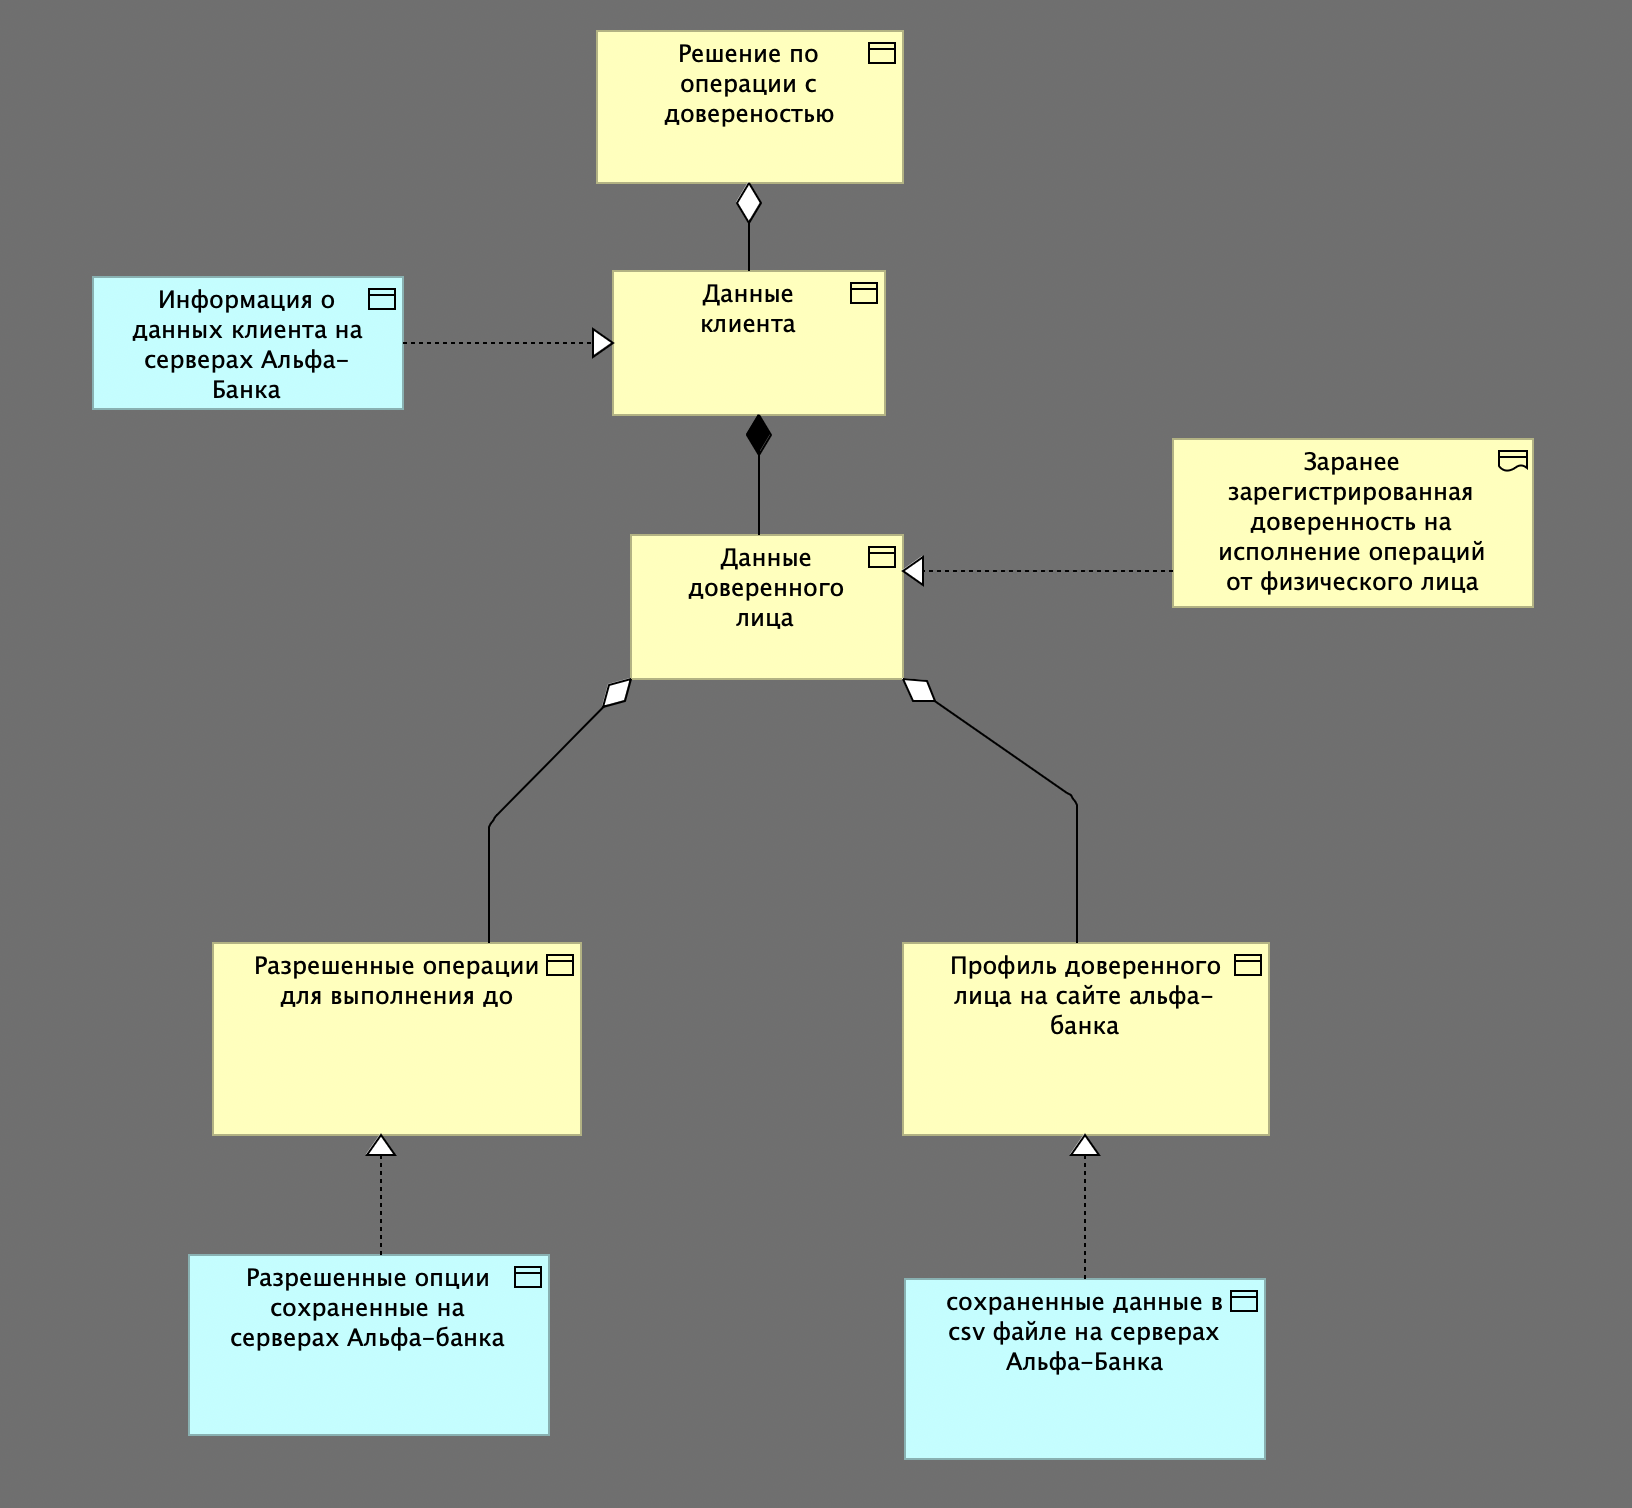 Решение по
операции с
довереностью
Данные
клиента
Информация о
данных клиента на
серверах Альфа-
Банка
Заранее
зарегистрированная
доверенность на
исполнение операций
от физического лица
Данные
доверенного
лица
Разрешенные операции
для выполнения до
Профиль доверенного
лица на сайте альфа-
банка
Разрешенные опции
сохраненные на
серверах Альфа-банка
сохраненные данные в
csv файле на серверах
Альфа-Банка